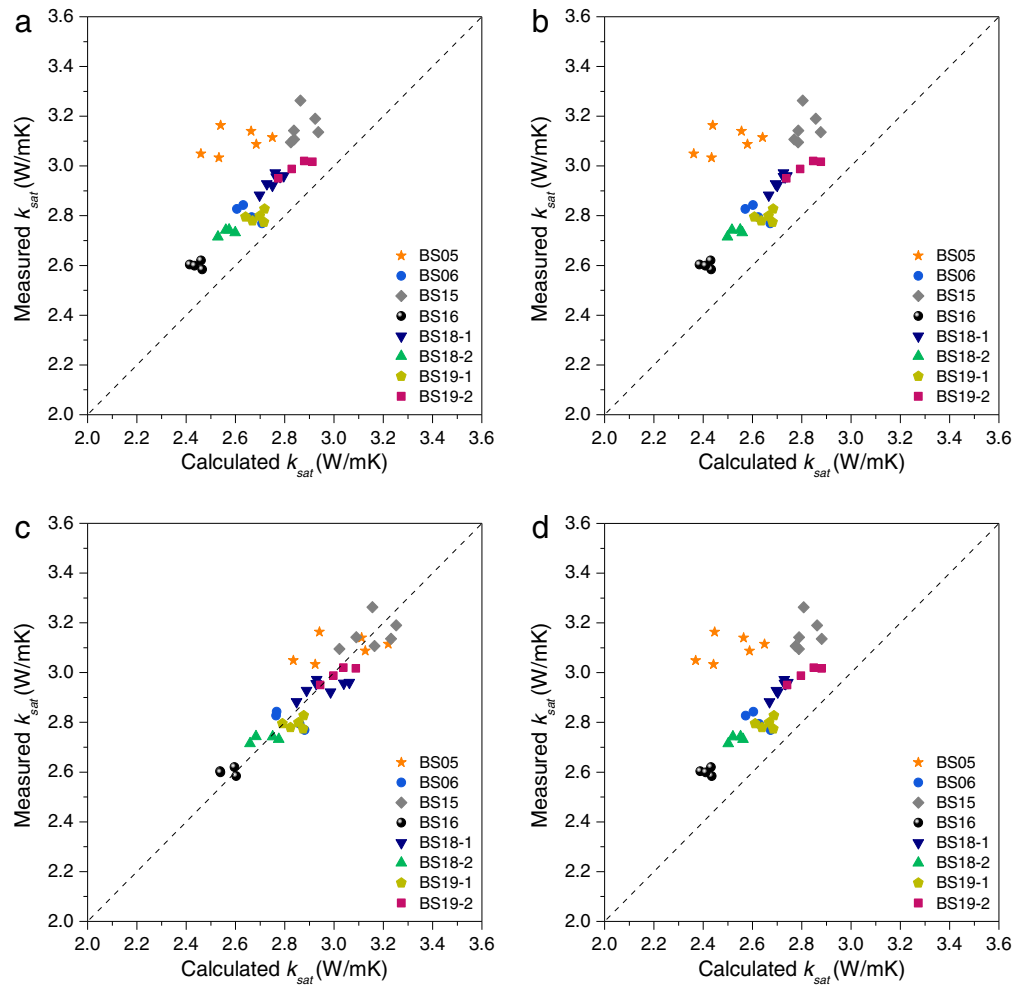 a
3.6
3.4
3.2
3.0
2.8
2.6
2.4
2.2
2.0
Measured k_sat (W/mK)
BS05
BS06
BS15
BS16
BS18-1
BS18-2
BS19-1
BS19-2
2.0 2.2 2.4 2.6 2.8 3.0 3.2 3.4 3.6
Calculated k_sat (W/mK)
b
3.6
3.4
3.2
3.0
2.8
2.6
2.4
2.2
2.0
Measured k_sat (W/mK)
BS05
BS06
BS15
BS16
BS18-1
BS18-2
BS19-1
BS19-2
2.0 2.2 2.4 2.6 2.8 3.0 3.2 3.4 3.6
Calculated k_sat (W/mK)
c
3.6
3.4
3.2
3.0
2.8
2.6
2.4
2.2
2.0
Measured k_sat (W/mK)
BS05
BS06
BS15
BS16
BS18-1
BS18-2
BS19-1
BS19-2
2.0 2.2 2.4 2.6 2.8 3.0 3.2 3.4 3.6
Calculated k_sat (W/mK)
d
3.6
3.4
3.2
3.0
2.8
2.6
2.4
2.2
2.0
Measured k_sat (W/mK)
BS05
BS06
BS15
BS16
BS18-1
BS18-2
BS19-1
BS19-2
2.0 2.2 2.4 2.6 2.8 3.0 3.2 3.4 3.6
Calculated k_sat (W/mK)